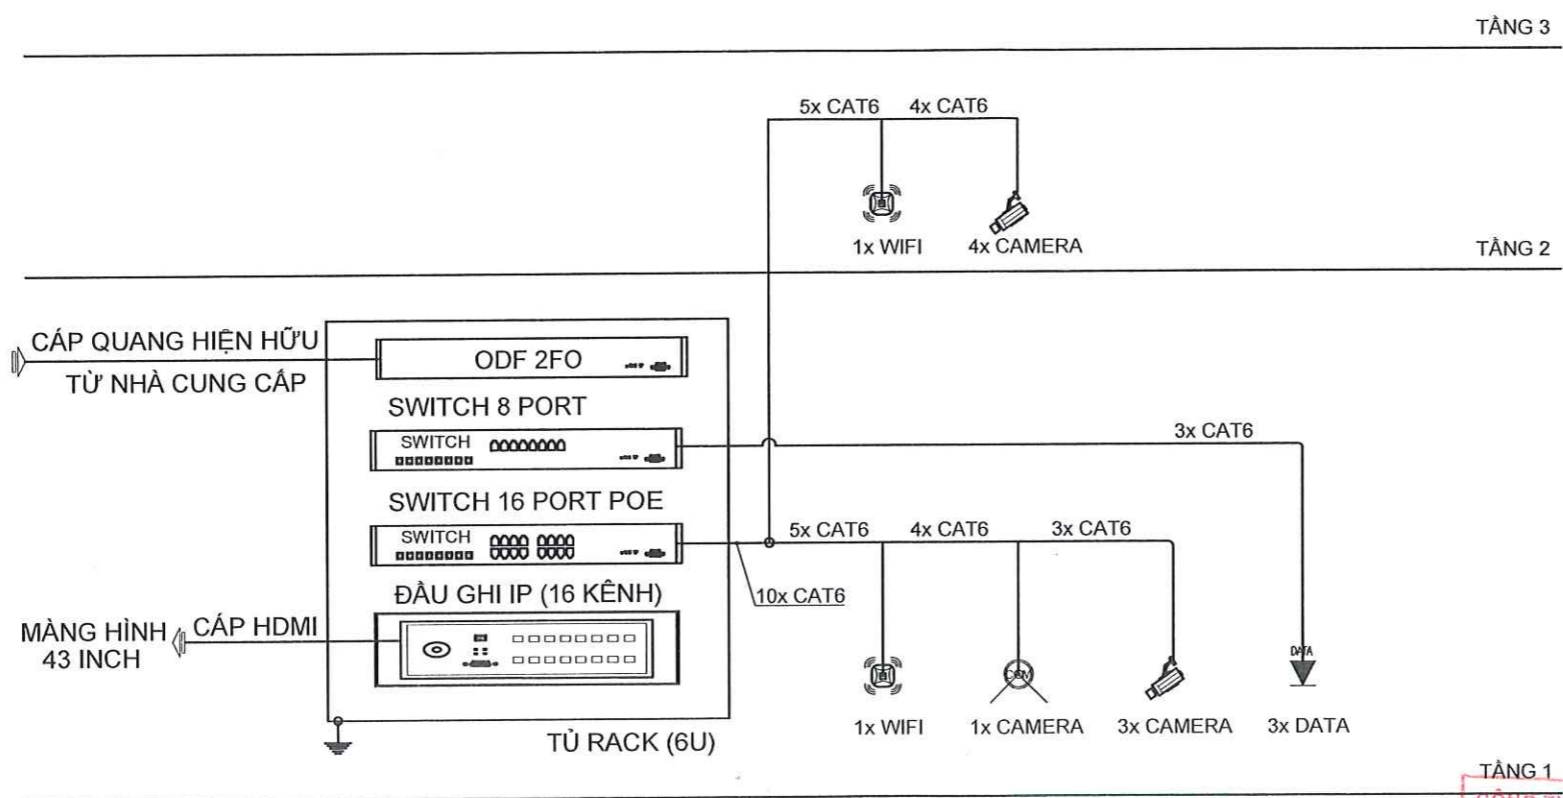 TẦNG 3
5x CAT6 4x CAT6
1x WIFI 4x CAMERA
TẦNG 2
CÁP QUANG HIỆN HỮU
TỪ NHÀ CUNG CẤP
ODF 2FO
SWITCH 8 PORT
SWITCH
3x CAT6
SWITCH 16 PORT POE
SWITCH
5x CAT6 4x CAT6 3x CAT6
10x CAT6
ĐẦU GHI IP (16 KÊNH)
MÀNG HÌNH
43 INCH
CÁP HDMI
DATA
1x WIFI 1x CAMERA 3x CAMERA 3x DATA
TỦ RACK (6U)
TẦNG 1